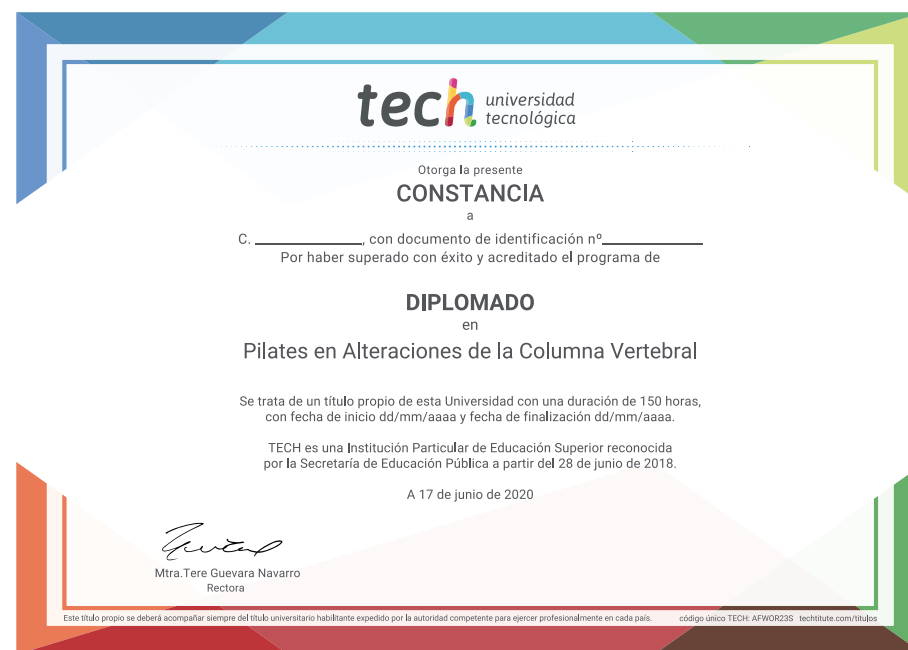 tech universidad
tecnológica
Otorga la presente
CONSTANCIA
a
C. ____________, con documento de identificación nº____________
Por haber superado con éxito y acreditado el programa de
DIPLOMADO
en
Pilates en Alteraciones de la Columna Vertebral
Se trata de un título propio de esta Universidad con una duración de 150 horas,
con fecha de inicio dd/mm/aaaa y fecha de finalización dd/mm/aaaa.
TECH es una Institución Particular de Educación Superior reconocida
por la Secretaría de Educación Pública a partir del 28 de junio de 2018.
A 17 de junio de 2020
Mtra.Tere Guevara Navarro
Rectora
Este título propio se deberá acompañar siempre del título universitario habilitante expedido por la autoridad competente para ejercer profesionalmente en cada país. código único TECH: AFWOR23S techtitute.com/titulos